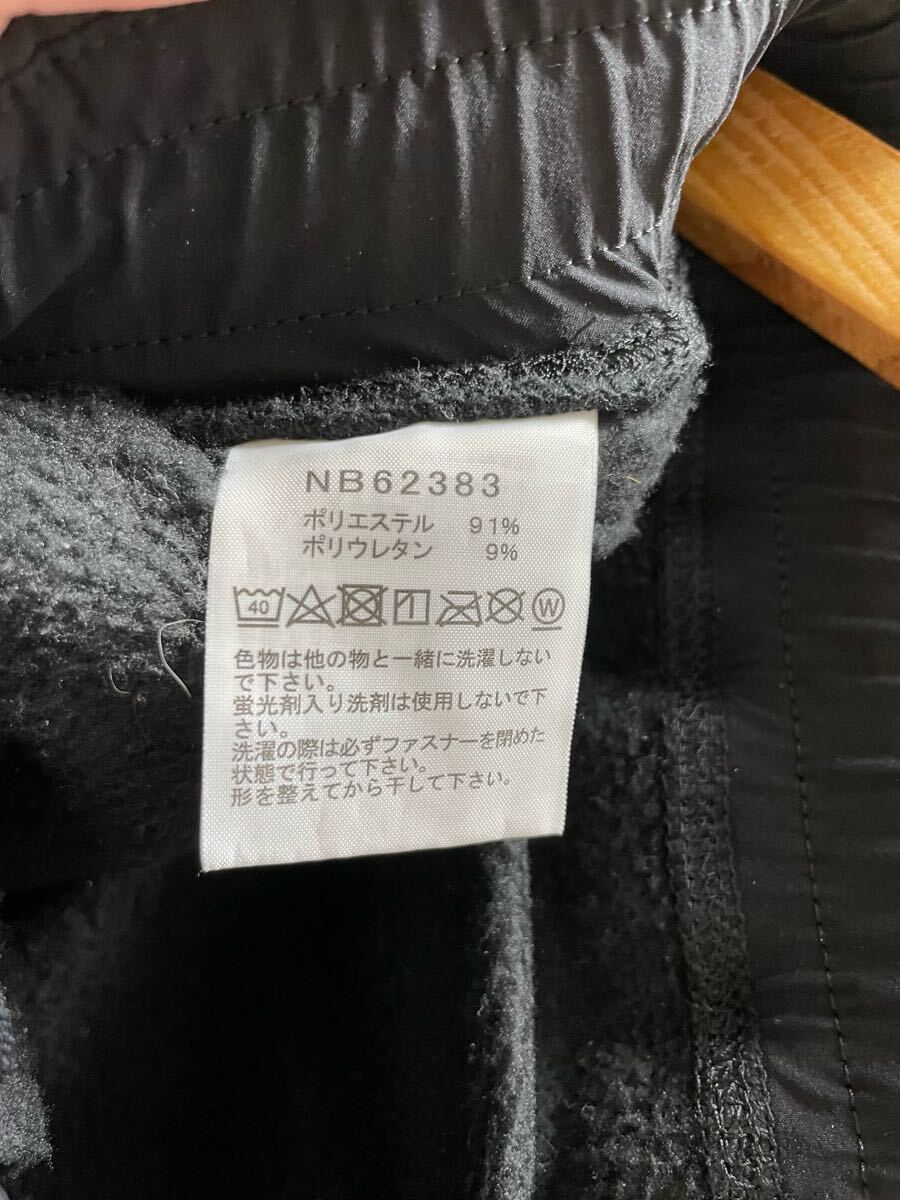 NB62383
ポリエステル 91%
ポリウレタン 9%
40 W
色物は他の物と一緒に洗濯しない
で下さい。
蛍光剤入り洗剤は使用しないで下
さい。
洗濯の際は必ずファスナーを閉めた
状態で行って下さい。
形を整えてから干して下さい。